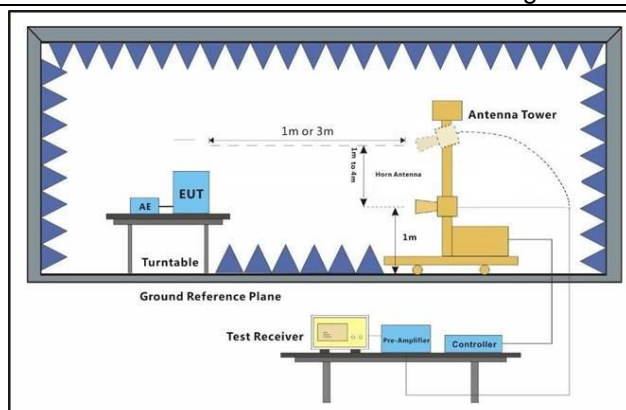 1m or 3m
Antenna Tower
1m to 4m
Horn Antenna
EUT
AE
1m
Turntable
Ground Reference Plane
Test Receiver
Pre-Amplifier
Controller